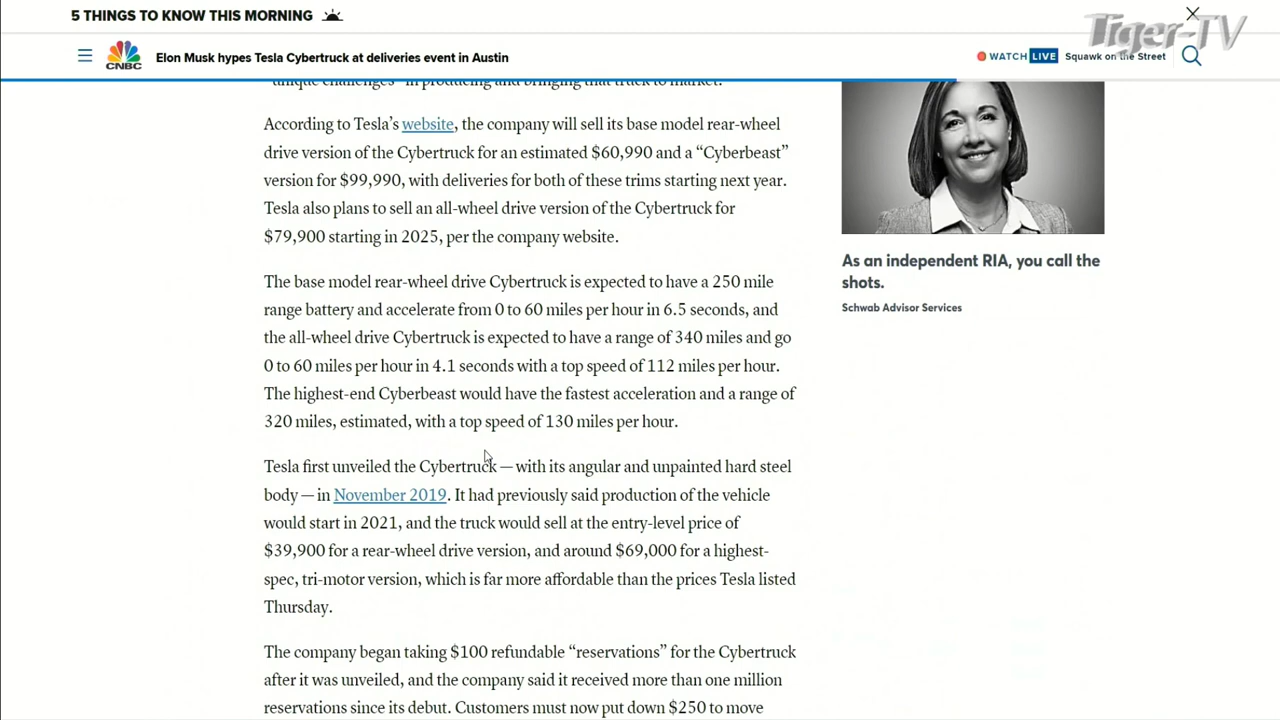 5 THINGS TO KNOW THIS MORNING
Tiger-TV
CNBC
Elon Musk hypes Tesla Cybertruck at deliveries event in Austin
WATCH LIVE Squawk on the Street
"unique challenges" in producing and bringing that truck to market.
According to Tesla's website, the company will sell its base model rear-wheel
drive version of the Cybertruck for an estimated $60,990 and a “Cyberbeast”
version for $99,990, with deliveries for both of these trims starting next year.
Tesla also plans to sell an all-wheel drive version of the Cybertruck for
$79,900 starting in 2025, per the company website.
The base model rear-wheel drive Cybertruck is expected to have a 250 mile
range battery and accelerate from 0 to 60 miles per hour in 6.5 seconds, and
the all-wheel drive Cybertruck is expected to have a range of 340 miles and go
0 to 60 miles per hour in 4.1 seconds with a top speed of 112 miles per hour.
The highest-end Cyberbeast would have the fastest acceleration and a range of
320 miles, estimated, with a top speed of 130 miles per hour.
Tesla first unveiled the Cybertruck — with its angular and unpainted hard steel
body — in November 2019. It had previously said production of the vehicle
would start in 2021, and the truck would sell at the entry-level price of
$39,900 for a rear-wheel drive version, and around $69,000 for a highest-
spec, tri-motor version, which is far more affordable than the prices Tesla listed
Thursday.
The company began taking $100 refundable “reservations” for the Cybertruck
after it was unveiled, and the company said it received more than one million
reservations since its debut. Customers must now put down $250 to move
As an independent RIA, you call the
shots.
Schwab Advisor Services